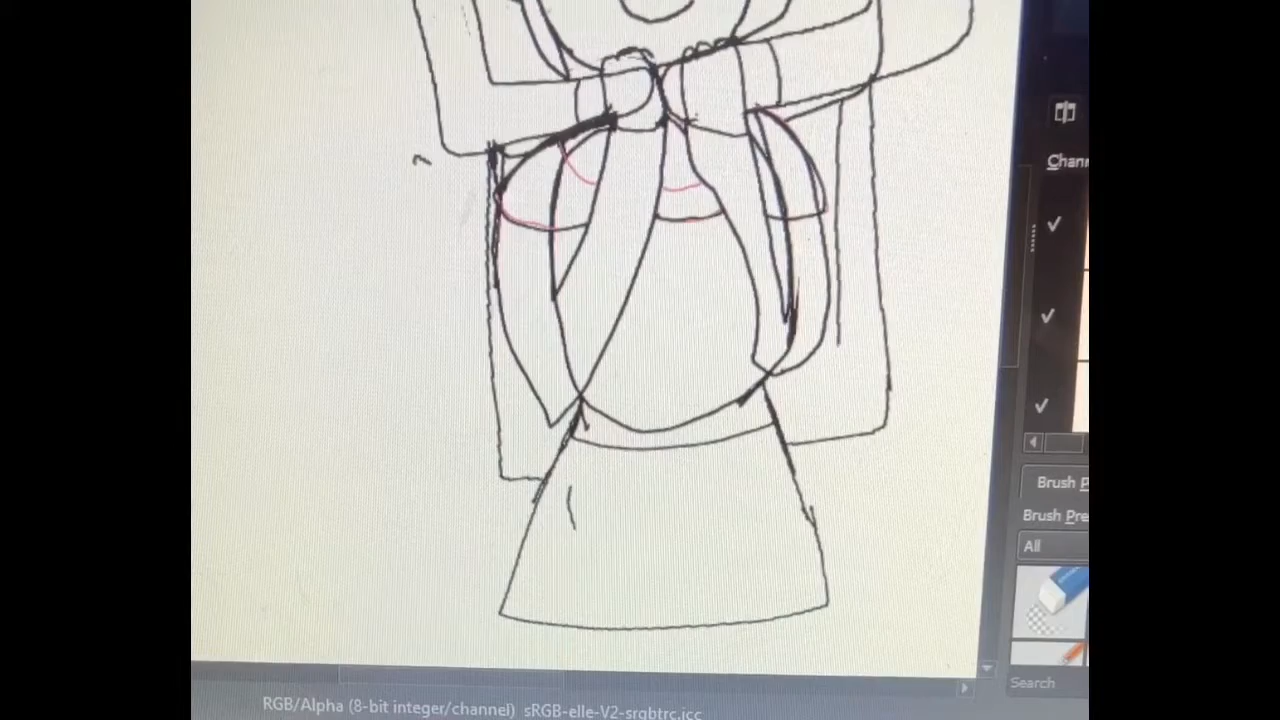 Chann
Brush P
Brush Pre
All
Search
RGB/Alpha (8-bit integer/channel) sRGB-elle-V2-srgbtrc.icc